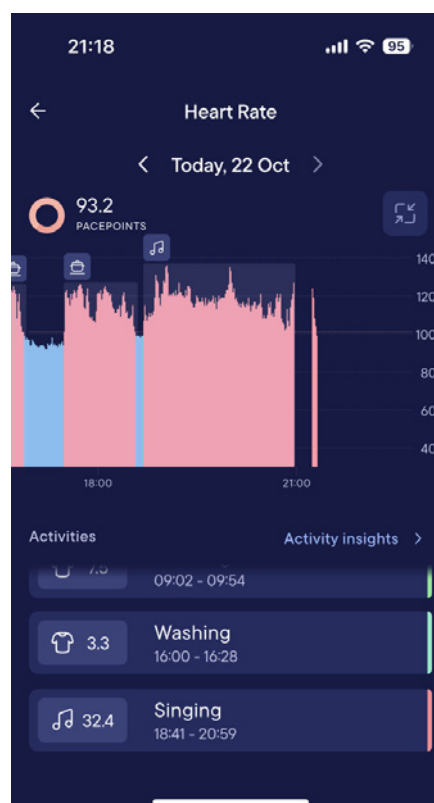 21:18
95
Heart Rate
Today, 22 Oct
93.2
PACEPOINTS
140
120
100
80
60
40
18:00
21:00
Activities
Activity insights
7.5
09:02 - 09:54
3.3
Washing
16:00 - 16:28
32.4
Singing
18:41 - 20:59